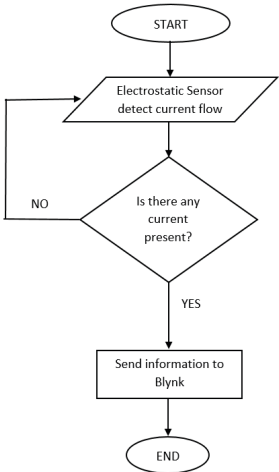 START
Electrostatic Sensor
detect current flow
Is there any
current
present?
NO
YES
Send information to
Blynk
END